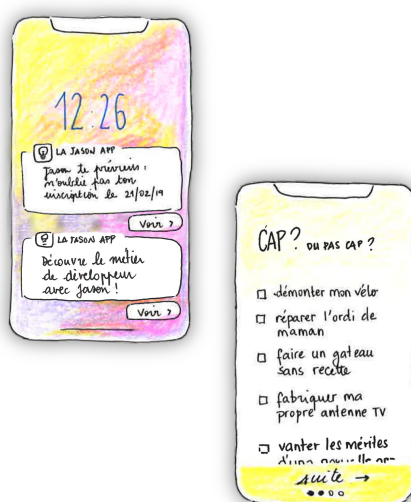 12:26
LA JASON APP
Jason te prévient :
n'oublie pas ton
inscription le 21/02/19
Voir >
LA JASON APP
Découvre le métier
de développeur
avec Jason !
Voir >
CAP ? OU PAS CAP ?
démonter mon vélo
réparer l'ordi de
maman
faire un gateau
sans recette
fabriquer ma
propre antenne TV
vanter les mérites
d'une nouvelle
suite →